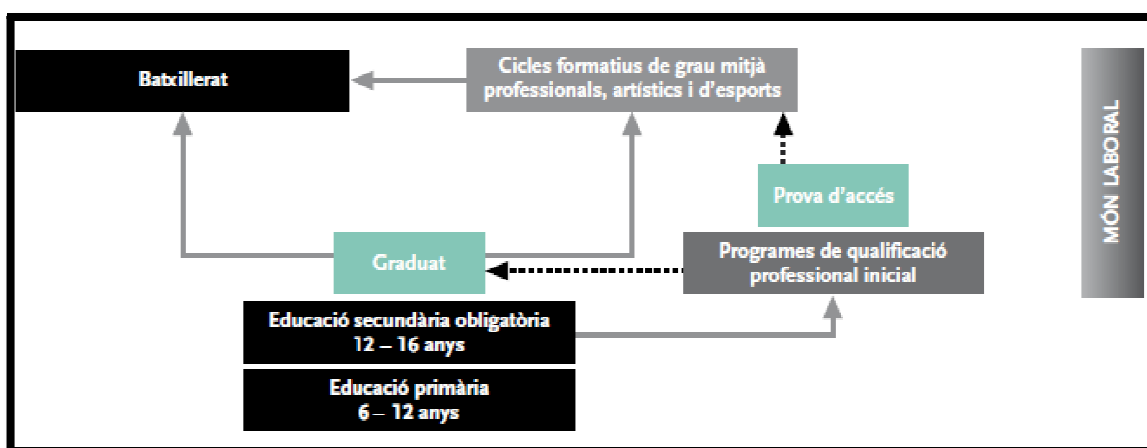 Batxillerat
Cicles formatius de grau mitjà
professionals, artístics i d'esports
MÓN LABORAL
Prova d'accés
Graduat
Programes de qualificació
professional inicial
Educació secundària obligatòria
12 – 16 anys
Educació primària
6 – 12 anys